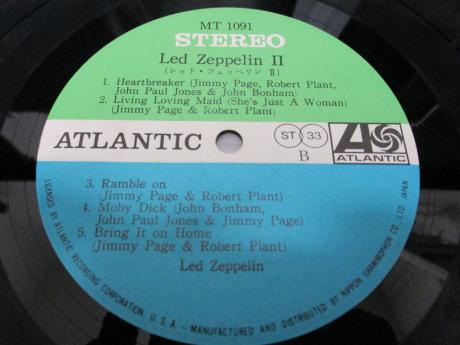 MT 1091
STEREO
Led Zeppelin II
(レッド・ツェッペリン II)
1. Heartbreaker (Jimmy Page, Robert Plant,
John Paul Jones & John Bonham)
2. Living Loving Maid (She's Just A Woman)
(Jimmy Page & Robert Plant)
ATLANTIC
ST 33
B
ATLANTIC
3. Ramble on
(Jimmy Page & Robert Plant)
4. Moby Dick (John Bonham,
John Paul Jones & Jimmy Page)
5. Bring It on Home
(Jimmy Page & Robert Plant)
Led Zeppelin
LICENSED BY ATLANTIC RECORDING CORPORATION, U.S.A. – MANUFACTURED AND DISTRIBUTED BY NIPPON GRAMMOPHON CO., LTD. JAPAN